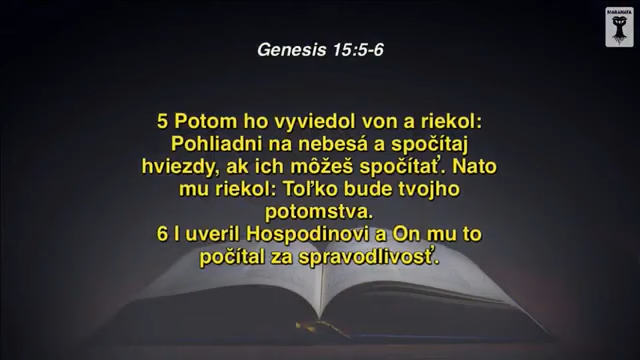 MARANATA
Genesis 15:5-6
5 Potom ho vyviedol von a riekol:
Pohliadni na nebesá a spočítaj
hviezdy, ak ich môžeš spočítať. Nato
mu riekol: Toľko bude tvojho
potomstva.
6 I uveril Hospodinovi a On mu to
počítal za spravodlivosť.